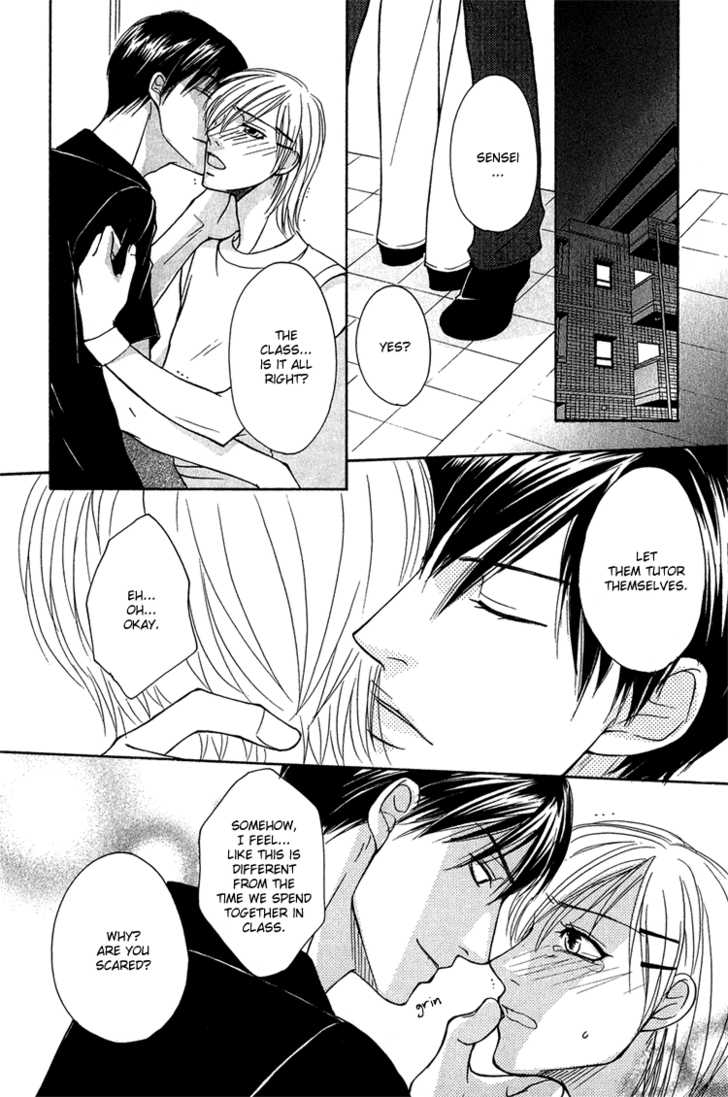 SENSEI
...
YES?
THE
CLASS...
IS IT ALL
RIGHT?
LET
THEM TUTOR
THEMSELVES.
EH...
OH...
OKAY.
SOMEHOW,
I FEEL...
LIKE THIS IS
DIFFERENT
FROM THE
TIME WE SPEND
TOGETHER IN
CLASS.
WHY?
ARE YOU
SCARED?
grin